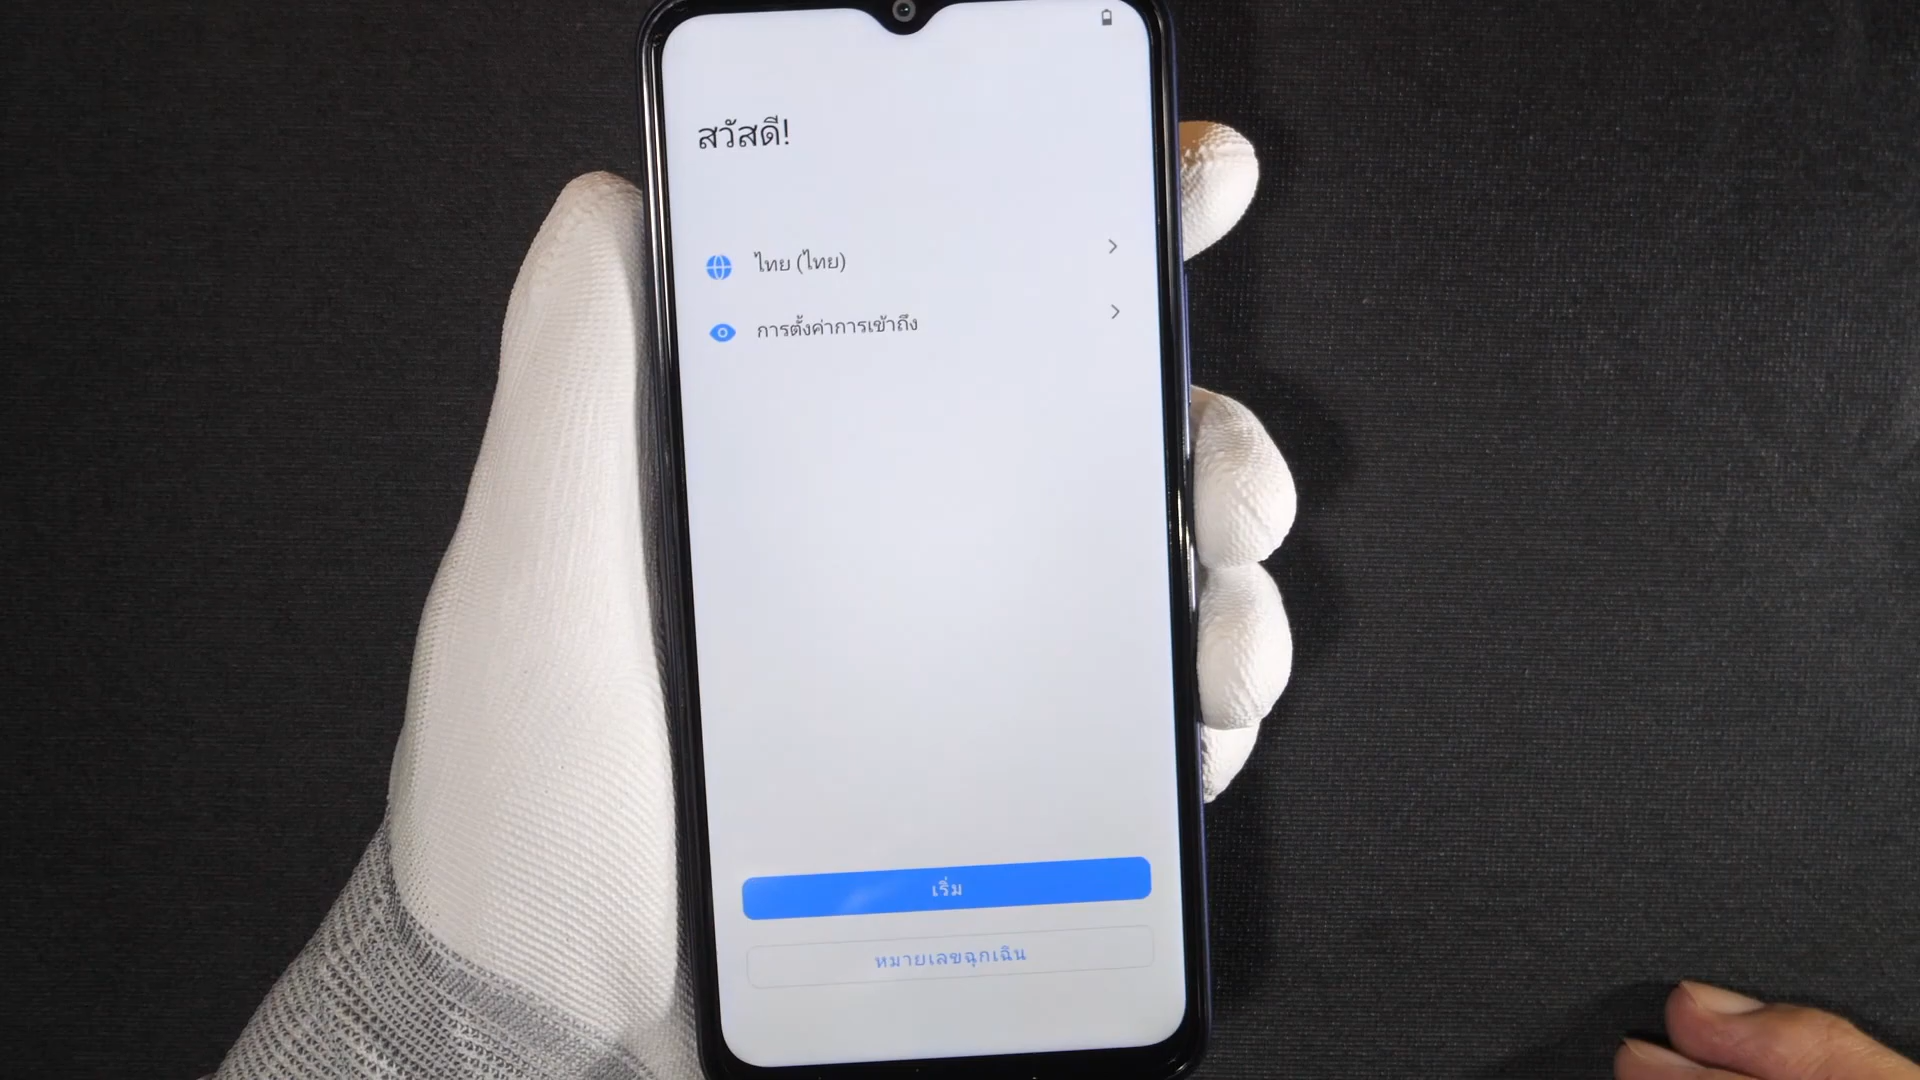 สวัสดี!
ไทย (ไทย)
การตั้งค่าการเข้าถึง
เริ่ม
หมายเลขฉุกเฉิน